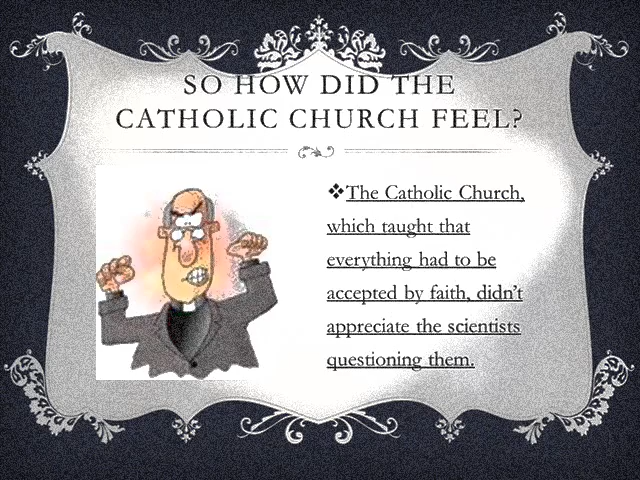 SO HOW DID THE
CATHOLIC CHURCH FEEL?
❖The Catholic Church,
which taught that
everything had to be
accepted by faith, didn't
appreciate the scientists
questioning them.